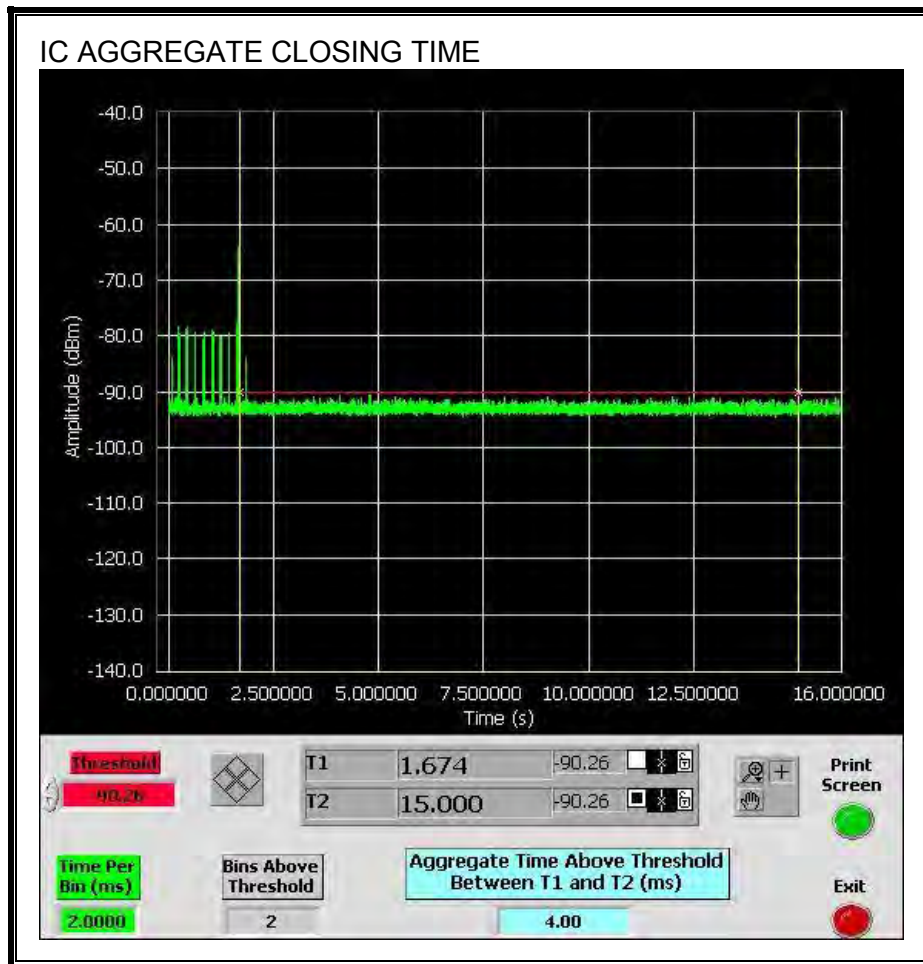 IC AGGREGATE CLOSING TIME
-40.0
-50.0
-60.0
-70.0
-80.0
-90.0
-100.0
-110.0
-120.0
-130.0
-140.0
Amplitude (dBm)
0.000000 2.500000 5.000000 7.500000 10.000000 12.500000 16.000000
Time (s)
Threshold
-90.26
T1 1.674 -90.26
T2 15.000 -90.26
Print
Screen
Time Per
Bin (ms)
2.0000
Bins Above
Threshold
2
Aggregate Time Above Threshold
Between T1 and T2 (ms)
4.00
Exit